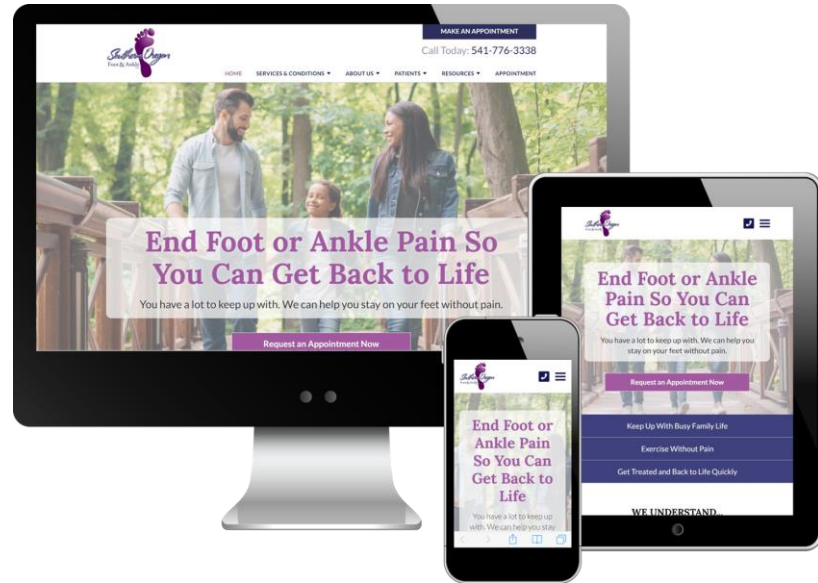 MAKE AN APPOINTMENT
Call Today: 541-776-3338
Southern Oregon
Foot & Ankle
HOME SERVICES & CONDITIONS ABOUT US PATIENTS RESOURCES APPOINTMENT
End Foot or Ankle Pain So
You Can Get Back to Life
You have a lot to keep up with. We can help you stay on your feet without pain.
Request an Appointment Now
Southern Oregon
End Foot or Ankle
Pain So You Can
Get Back to Life
You have a lot to keep up with. We can help you
stay on your feet without pain.
Request an Appointment Now
Keep Up With Busy Family Life
Exercise Without Pain
Get Treated and Back to Life Quickly
WE UNDERSTAND...
Southern Oregon
End Foot or
Ankle Pain
So You Can
Get Back to
Life
You have a lot to keep up
with. We can help you stay